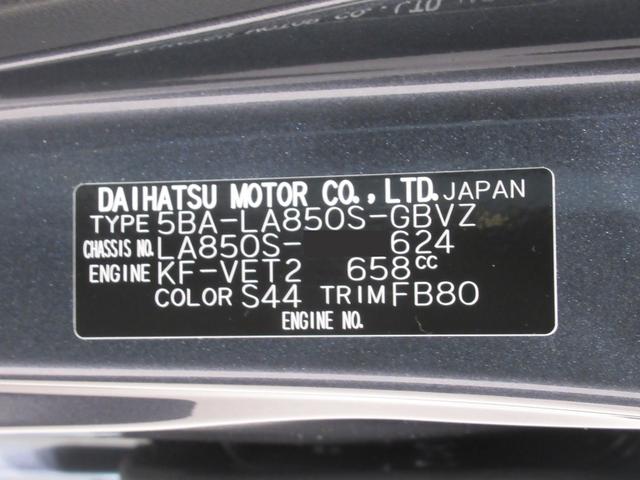 DAIHATSU MOTOR CO., LTD. JAPAN
TYPE 5BA-LA850S-GBVZ
CHASSIS NO. LA850S- 624
ENGINE KF-VET2 658cc
COLOR S44 TRIM FB80
ENGINE NO.